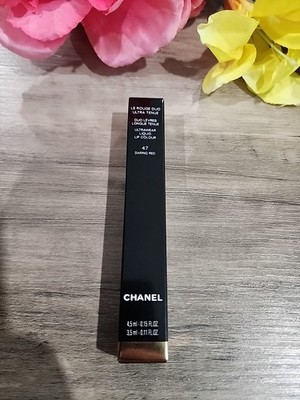 LE ROUGE DUO
ULTRA TENUE
DUO LÈVRES
LONGUE TENUE
ULTRAWEAR
LIQUID
LIP COLOUR
47
DARING RED
CHANEL
4.5 ml - 0.15 FL.OZ.
3.5 ml - 0.11 FL.OZ.